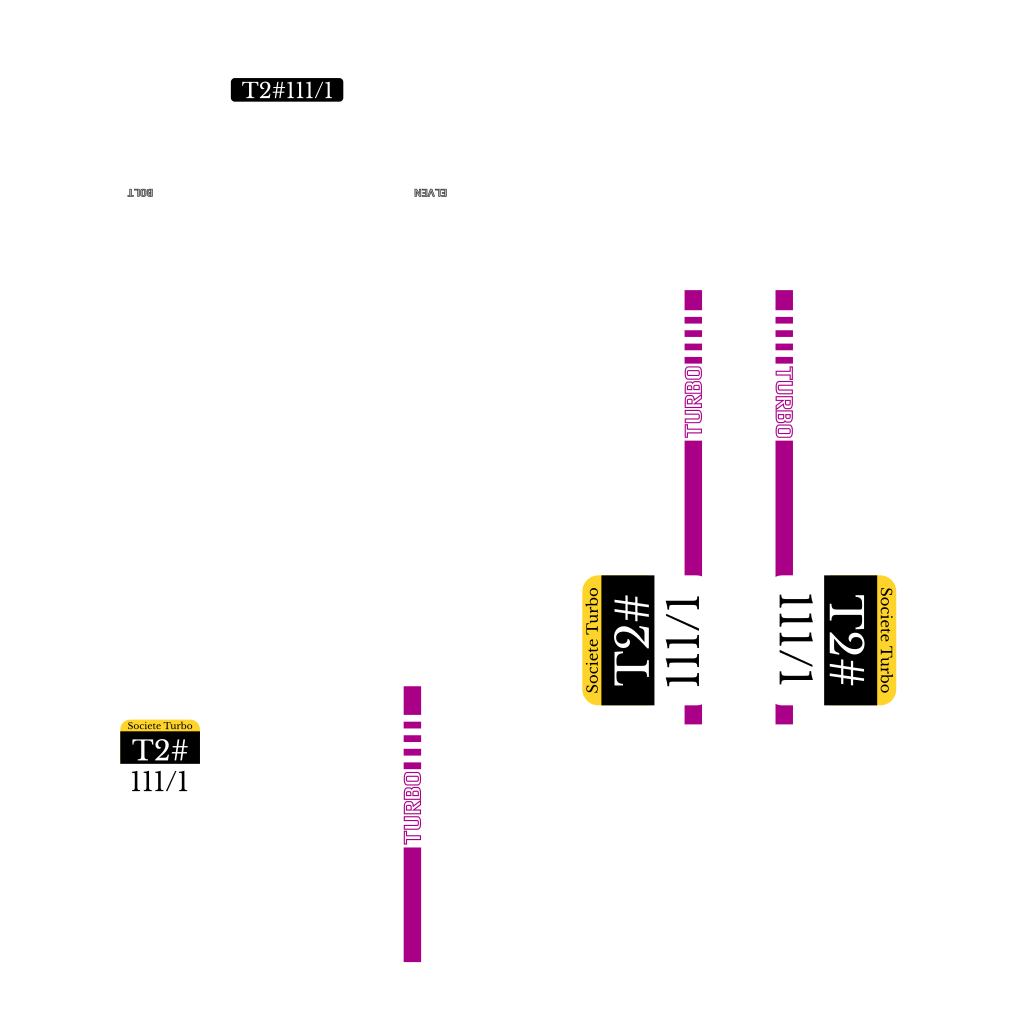 T2#111/1
BOLT
ELVEN
TURBO
TURBO
Societe Turbo
T2#
111/1
111/1
T2#
Societe Turbo
Societe Turbo
T2#
111/1
TURBO